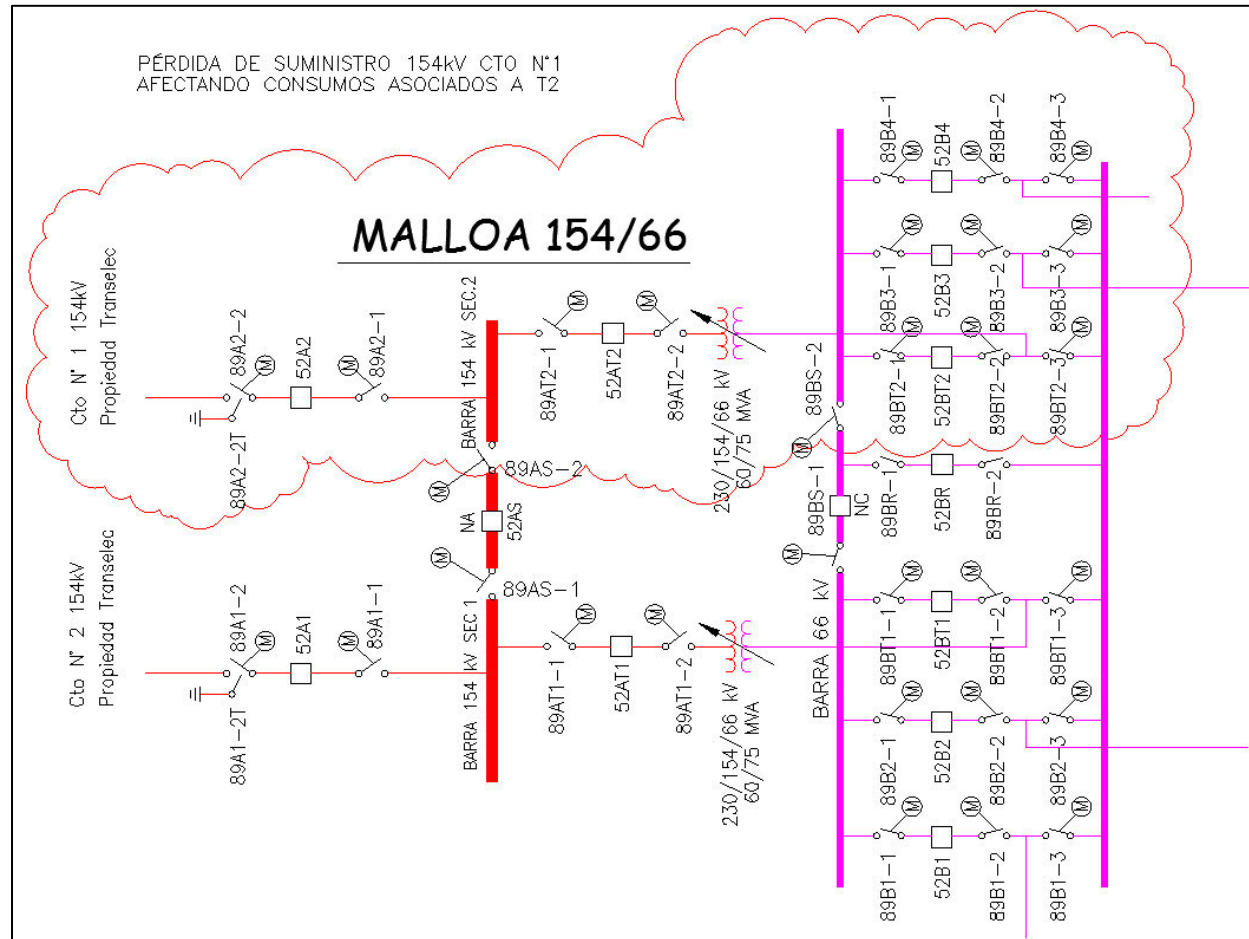 PÉRDIDA DE SUMINISTRO 154kV CTO N°1
AFECTANDO CONSUMOS ASOCIADOS A T2
MALLOA 154/66
Cto N° 1 154kV
Propiedad Transelec
89A2-2
89A2-2T
52A2
89A2-1
BARRA 154 kV SEC.2
89AT2-1
52AT2
89AT2-2
M
M
M
M
230/154/66 kV
60/75 MVA
89AS-2
M
NA
52AS
89AS-1
M
Cto N° 2 154kV
Propiedad Transelec
89A1-2
89A1-2T
52A1
89A1-1
BARRA 154 kV SEC 1
89AT1-1
52AT1
89AT1-2
M
M
M
M
230/154/66 kV
60/75 MVA
89B4-1
52B4
89B4-2
89B4-3
M
M
M
89B3-1
52B3
89B3-2
89B3-3
M
M
M
89BT2-1
52BT2
89BT2-2
89BT2-3
M
M
M
89BS-2
M
89BS-1
NC
M
89BR-1
52BR
89BR-2
BARRA 66 kV
89BT1-1
52BT1
89BT1-2
89BT1-3
M
M
M
89B2-1
52B2
89B2-2
89B2-3
M
M
M
89B1-1
52B1
89B1-2
89B1-3
M
M
M